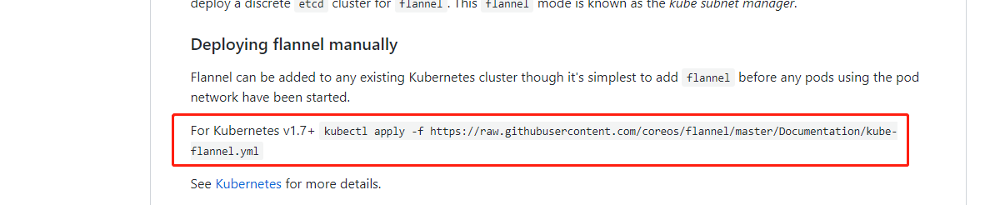 deploy a discrete etcd cluster for flannel. This flannel mode is known as the kube subnet manager.
Deploying flannel manually
Flannel can be added to any existing Kubernetes cluster though it's simplest to add flannel before any pods using the pod
network have been started.
For Kubernetes v1.7+ kubectl apply -f https://raw.githubusercontent.com/coreos/flannel/master/Documentation/kube-
flannel.yml
See Kubernetes for more details.